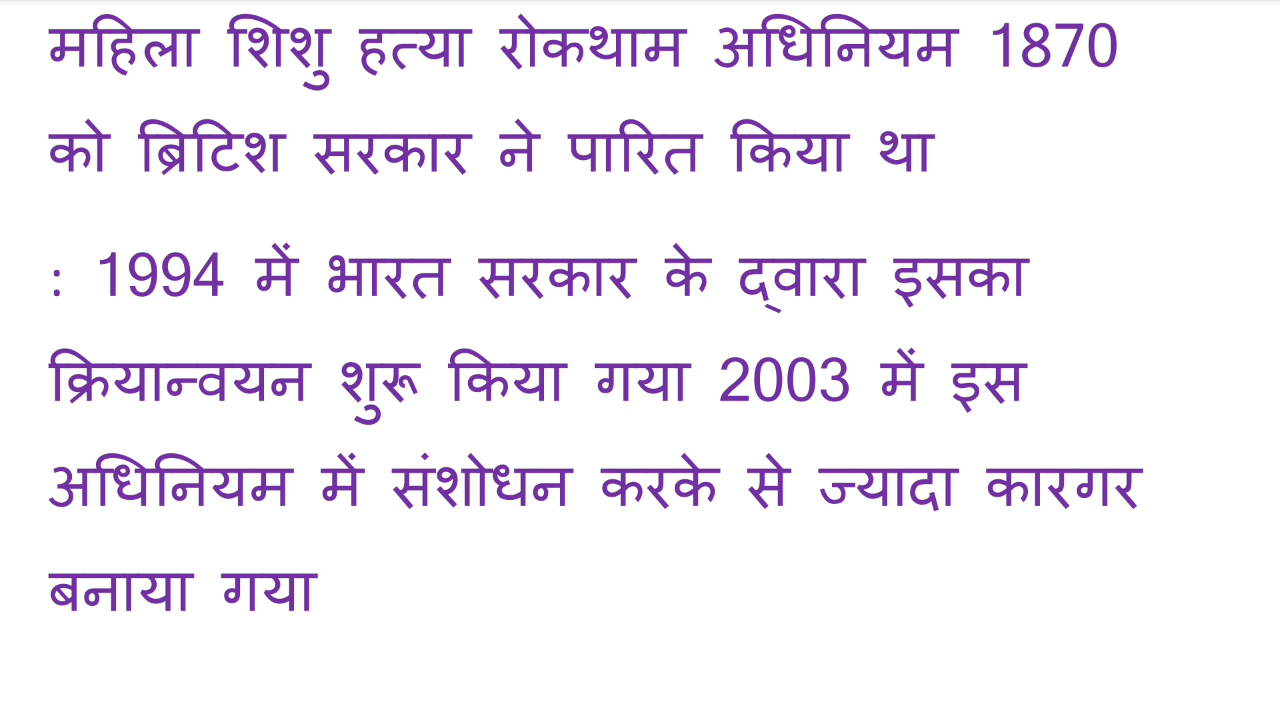 महिला शिशु हत्या रोकथाम अधिनियम 1870
को ब्रिटिश सरकार ने पारित किया था
: 1994 में भारत सरकार के द्‌वारा इसका
क्रियान्वयन शुरू किया गया 2003 में इस
अधिनियम में संशोधन करके से ज्यादा कारगर
बनाया गया